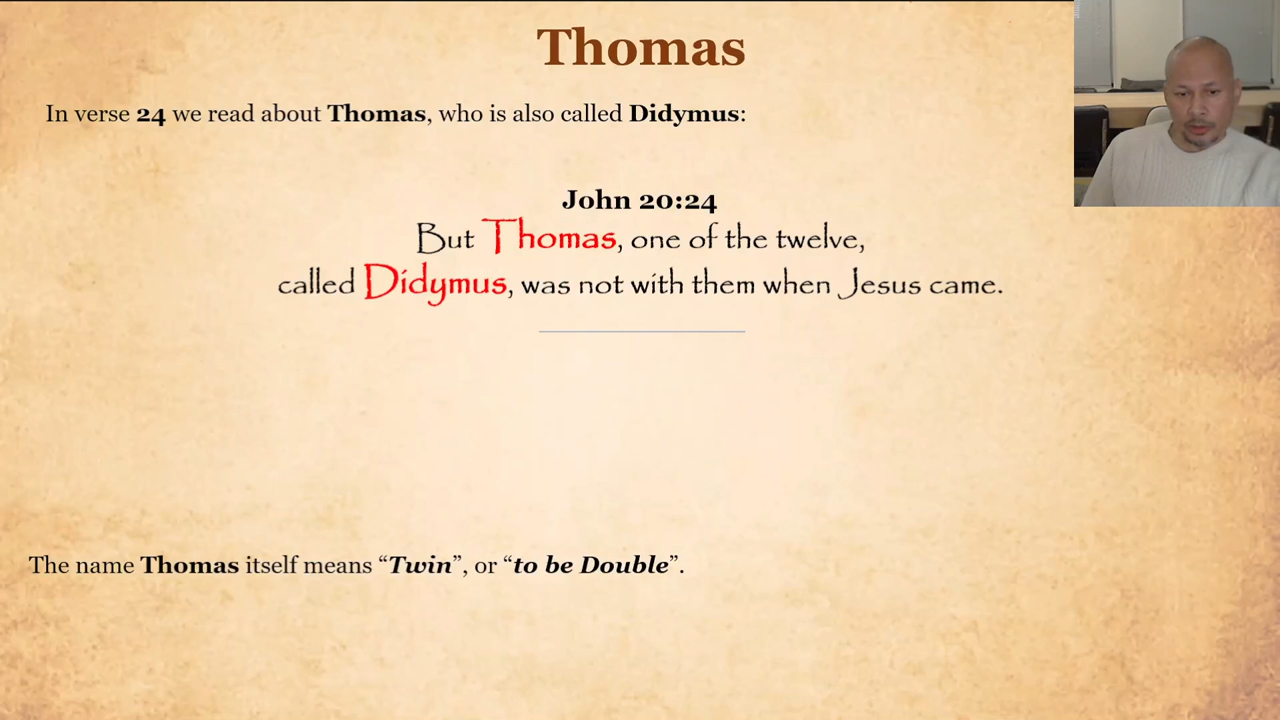 Thomas
In verse 24 we read about Thomas, who is also called Didymus:
John 20:24
But Thomas, one of the twelve,
called Didymus, was not with them when Jesus came.
The name Thomas itself means “Twin”, or “to be Double”.